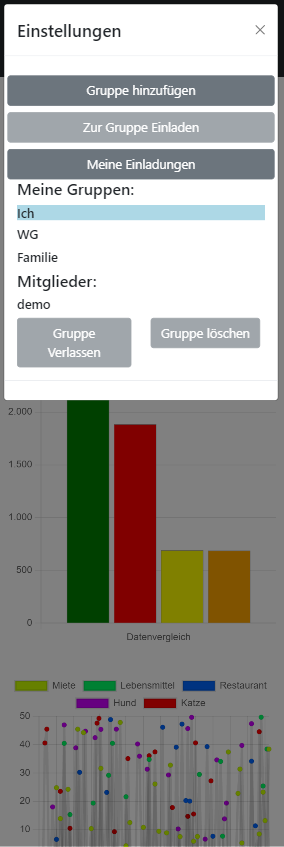 Einstellungen ×
Gruppe hinzufügen
Zur Gruppe Einladen
Meine Einladungen
Meine Gruppen:
Ich
WG
Familie
Mitglieder:
demo
Gruppe
Verlassen
Gruppe löschen
2.000
1.500
1.000
500
0
Datenvergleich
Miete Lebensmittel Restaurant
Hund Katze
50
40
30
20
10